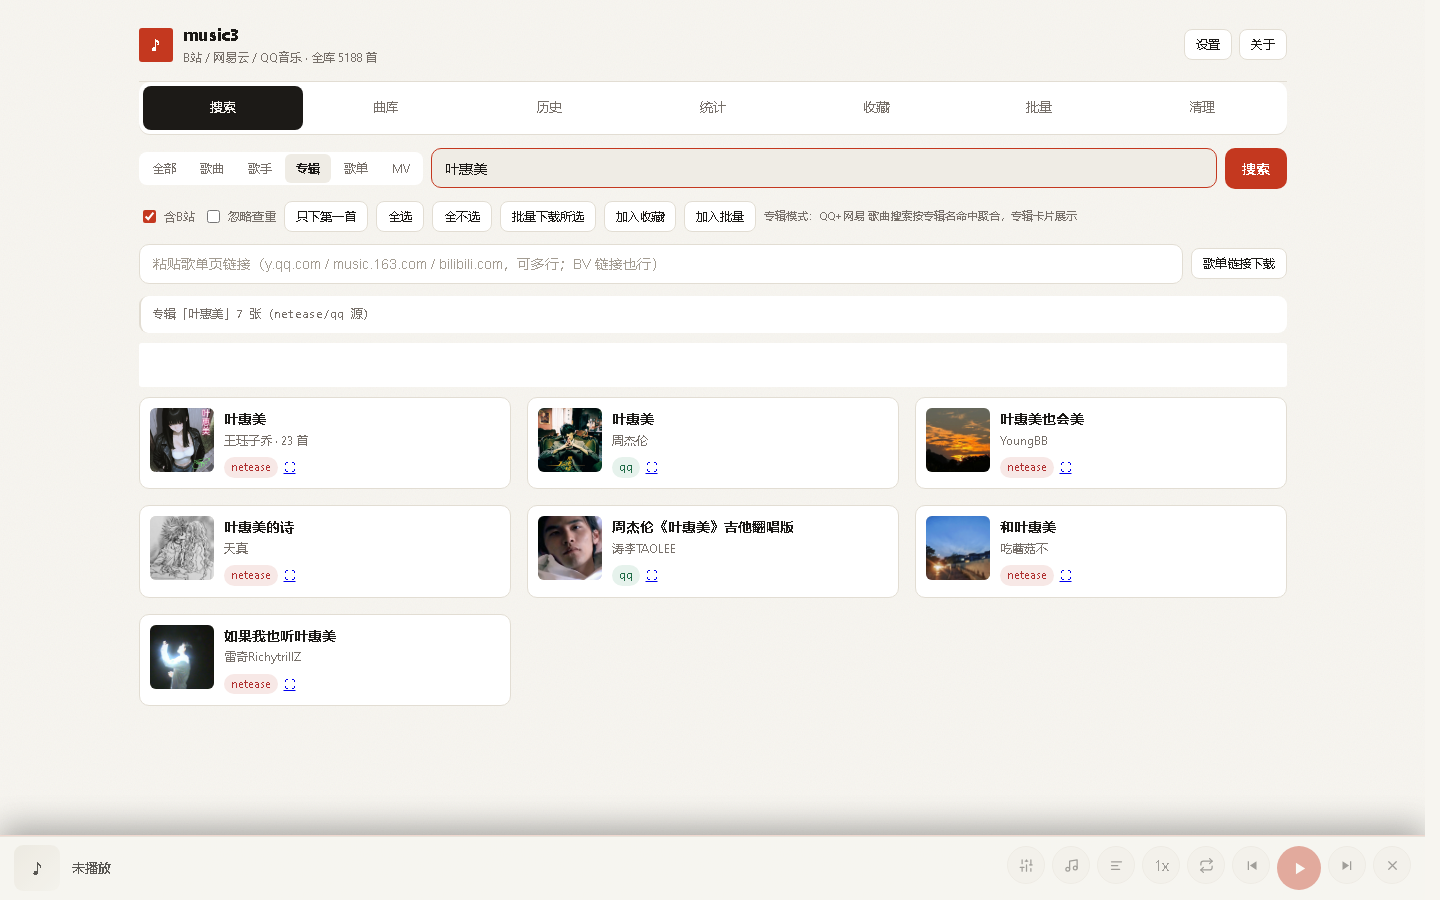 music3
B站 / 网易云 / QQ音乐 · 全库 5188 首
设置
关于
搜索
曲库
历史
统计
收藏
批量
清理
全部
歌曲
歌手
专辑
歌单
MV
叶惠美
搜索
含B站
忽略查重
只下第一首
全选
全不选
批量下载所选
加入收藏
加入批量
专辑模式：QQ+网易 歌曲搜索按专辑名命中聚合，专辑卡片展示
粘贴歌单页链接（y.qq.com / music.163.com / bilibili.com，可多行；BV 链接也行）
歌单链接下载
专辑「叶惠美」7 张（netease/qq 源）
叶惠美
王珏子乔 · 23 首
netease
叶惠美
周杰伦
qq
叶惠美也会美
YoungBB
netease
叶惠美的诗
天真
netease
周杰伦《叶惠美》吉他翻唱版
涛李TAOLEE
qq
和叶惠美
吃蘑菇不
netease
如果我也听叶惠美
雷奇RichytrillZ
netease
未播放
1x